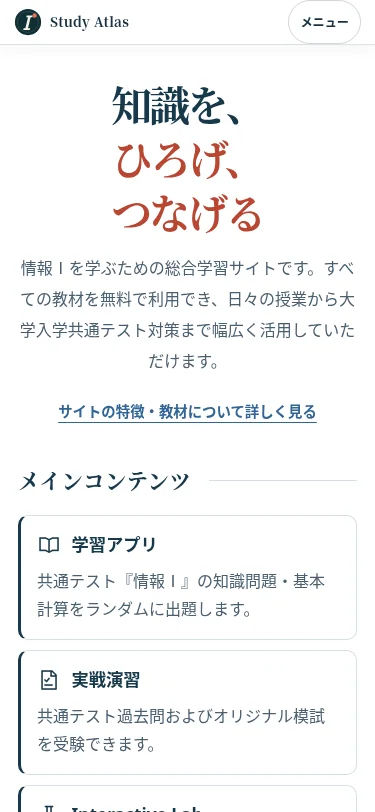 I Study Atlas
メニュー
知識を、
ひろげ、
つなげる
情報Ⅰを学ぶための総合学習サイトです。すべ
ての教材を無料で利用でき、日々の授業から大
学入学共通テスト対策まで幅広く活用していた
だけます。
サイトの特徴・教材について詳しく見る
メインコンテンツ
学習アプリ
共通テスト『情報Ⅰ』の知識問題・基本
計算をランダムに出題します。
実戦演習
共通テスト過去問およびオリジナル模試
を受験できます。
Interactive Lab